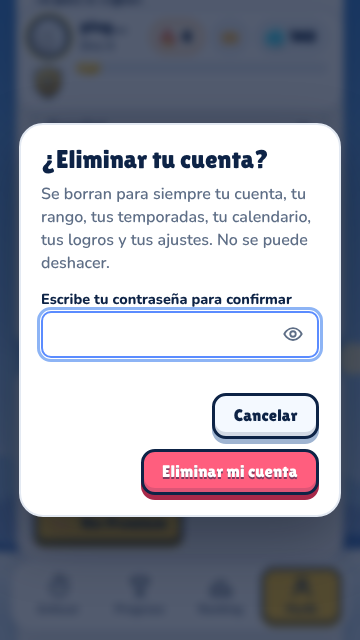 ¿Eliminar tu cuenta?
Se borran para siempre tu cuenta, tu
rango, tus temporadas, tu calendario,
tus logros y tus ajustes. No se puede
deshacer.
Escribe tu contraseña para confirmar
Cancelar
Eliminar mi cuenta